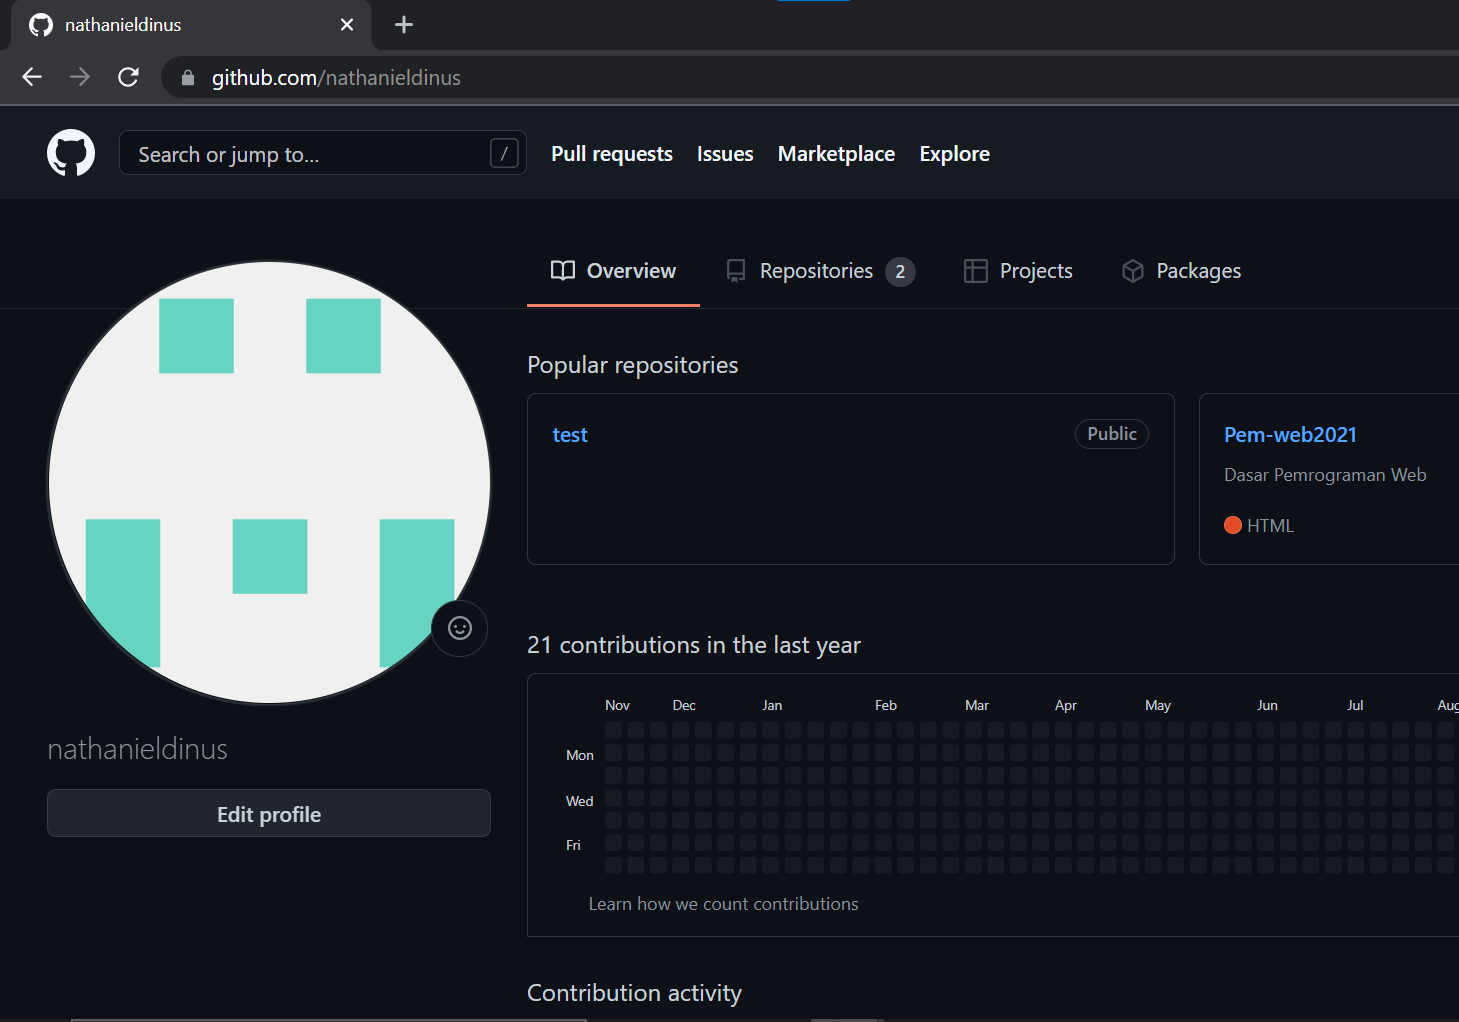 nathanieldinus
github.com/nathanieldinus
Search or jump to... / Pull requests Issues Marketplace Explore
Overview Repositories 2 Projects Packages
Popular repositories
test Public
Pem-web2021
Dasar Pemrograman Web
HTML
21 contributions in the last year
Nov Dec Jan Feb Mar Apr May Jun Jul Aug
Mon
Wed
Fri
Learn how we count contributions
nathanieldinus
Edit profile
Contribution activity